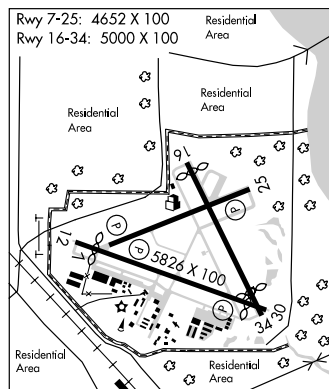 Rwy 7-25: 4652 X 100
Rwy 16-34: 5000 X 100
Residential
Area
Residential
Area
Residential
Area
16
25
P
P
12
P
5826 X 100
P
34
30
Residential
Area
Residential
Area